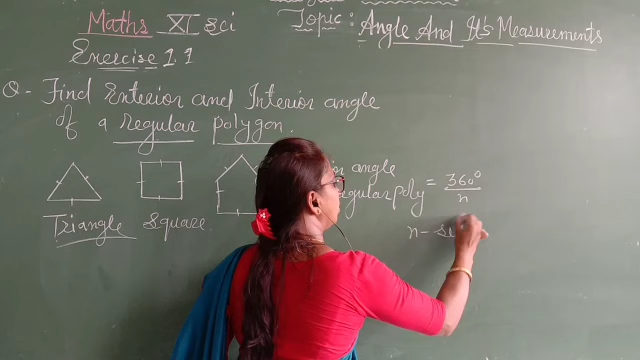 Maths XI sci
Topic : Angle And It's Measurements
Exercise 1.1
Q - Find Exterior and Interior angle
of a regular polygon.
angle
regular poly = 360°
n
n -
Triangle Square